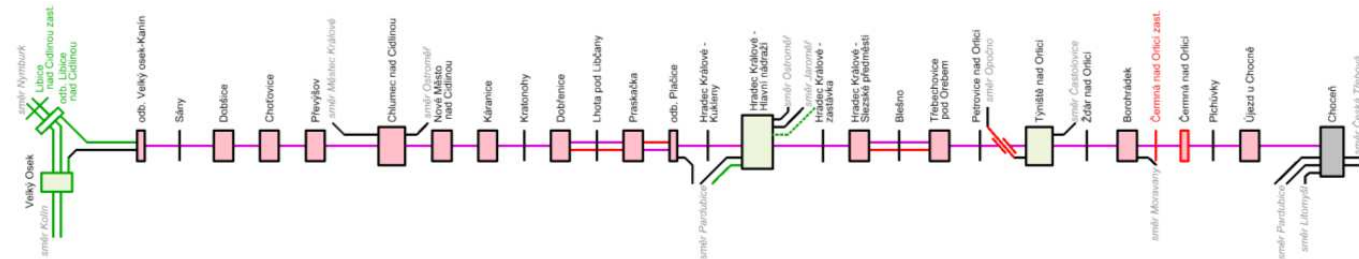 směr Nymburk
Libice
nad Cidlinou zast.
odb. Libice
nad Cidlinou
Velký Osek
směr Kolín
odb. Velký osek-Kanín
Sány
Dobšice
Choťovice
Převýšov
směr Městec Králové
Chlumec nad Cidlinou
směr Ostroměř
Nové Město
nad Cidlinou
Káranice
Kratonohy
Dobřenice
Lhota pod Libčany
Praskačka
odb. Plačice
Hradec Králové -
Kukleny
směr Pardubice
Hradec Králové -
Hlavní nádraží
směr Ostroměř
směr Jaroměř
Hradec Králové -
zastávka
Hradec Králové -
Slezské předměstí
Blešno
Třebechovice
pod Orebem
Petrovice nad Orlicí
směr Opočno
Týniště nad Orlicí
směr Častolovice
Žďár nad Orlicí
Borohrádek
směr Moravany
Čermná nad Orlicí zast.
Čermná nad Orlicí
Plchůvky
Újezd u Chocně
směr Pardubice
směr Litomyšl
Choceň
směr Česká Třebová